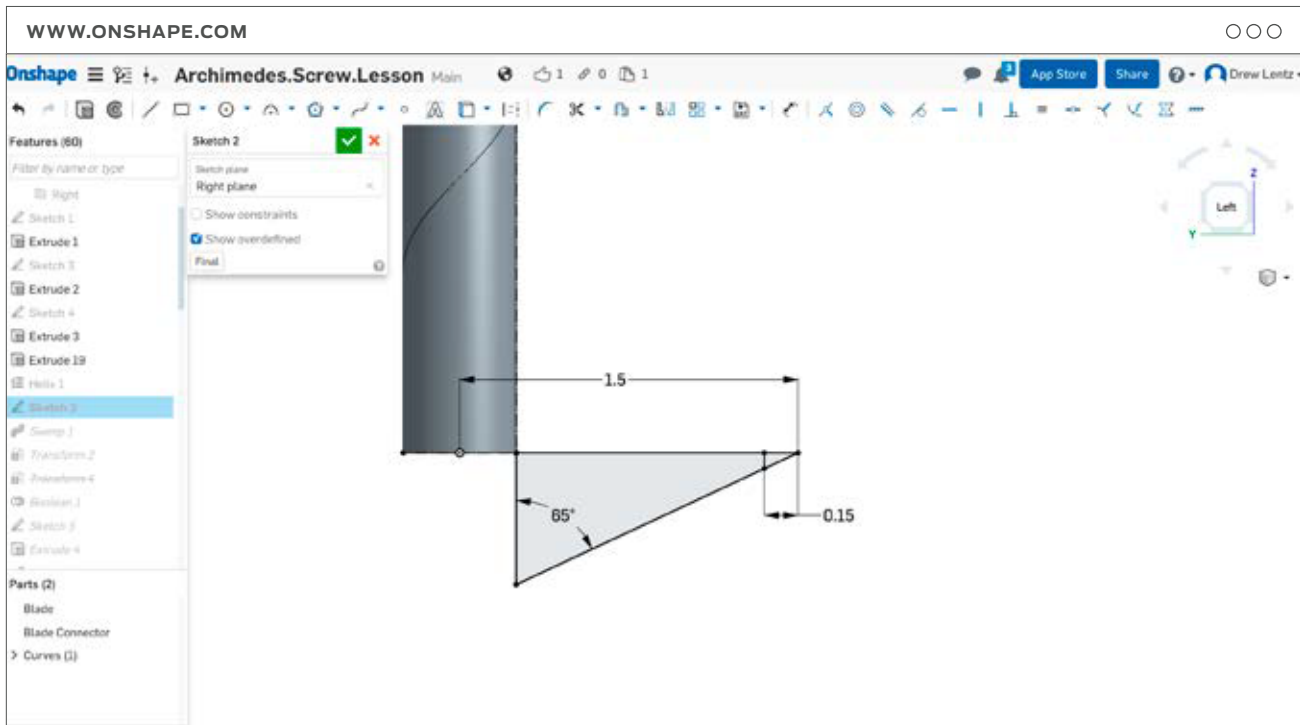 WWW.ONSHAPE.COM
Onshape Archimedes.Screw.Lesson Main 1 0 1 3 App Store Share Drew Lentz
Features (60)
Filter by name or type
Right
Sketch 1
Extrude 1
Sketch 3
Extrude 2
Sketch 4
Extrude 3
Extrude 19
Helix 1
Sketch 2
Sweep 1
Transform 2
Transform 4
Boolean 1
Sketch 5
Extrude 4
Parts (2)
Blade
Blade Connector
Curves (1)
Sketch 2
Sketch plane
Right plane
Show constraints
Show overdefined
Final
1.5
65°
0.15
Z
Left
Y